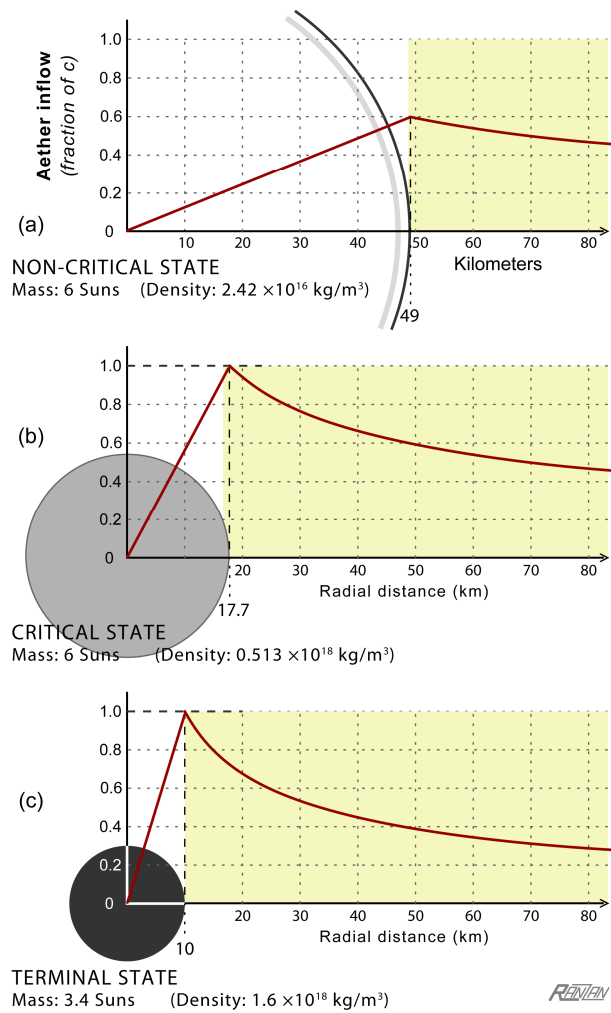 Aether inflow
(fraction of c)
1.0
0.8
0.6
0.4
0.2
0
(a)
10 20 30 40 50 60 70 80
Kilometers
NON-CRITICAL STATE
Mass: 6 Suns (Density: 2.42 ×10¹⁶ kg/m³)
49
1.0
0.8
(b)
0.6
0.4
0.2
0
20 30 40 50 60 70 80
Radial distance (km)
17.7
CRITICAL STATE
Mass: 6 Suns (Density: 0.513 ×10¹⁸ kg/m³)
1.0
0.8
(c)
0.6
0.4
0.2
0
20 30 40 50 60 70 80
Radial distance (km)
10
TERMINAL STATE
Mass: 3.4 Suns (Density: 1.6 ×10¹⁸ kg/m³)
RANZAN